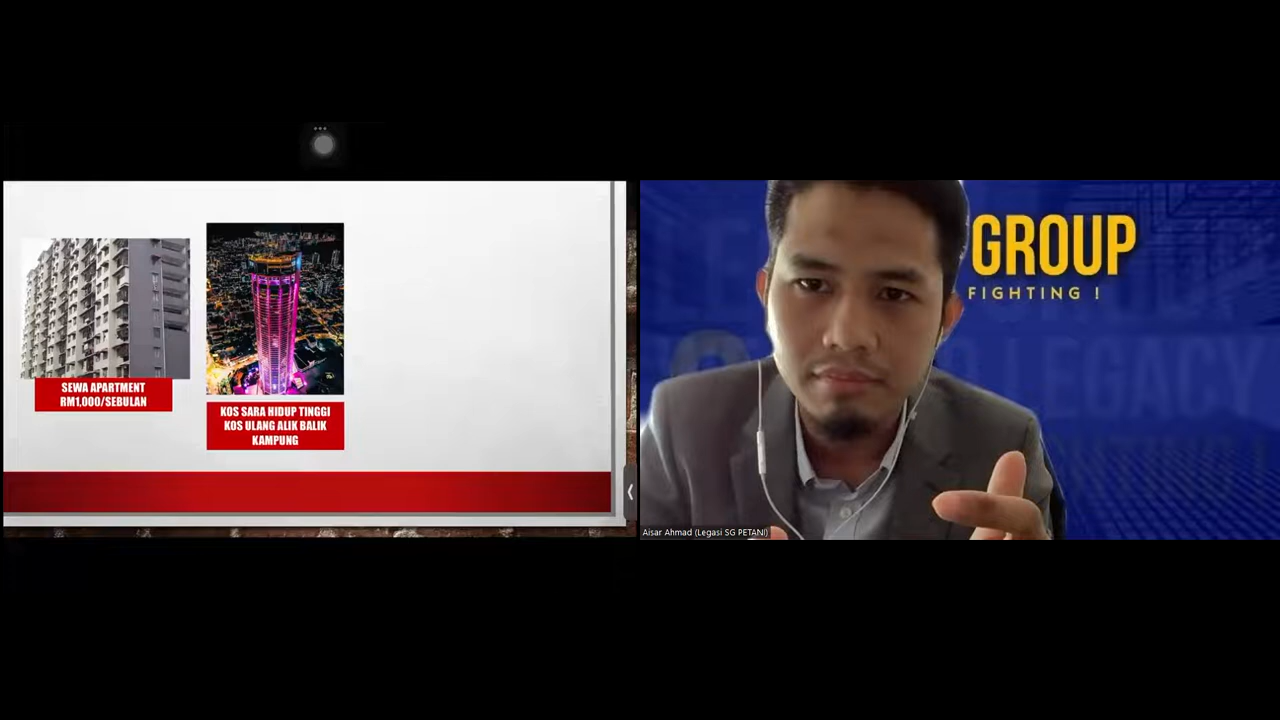 SEWA APARTMENT
RM1,000/SEBULAN
KOS SARA HIDUP TINGGI
KOS ULANG ALIK BALIK
KAMPUNG
GROUP
FIGHTING !
LEGACY
Aisar Ahmad (Legasi SG PETANI)